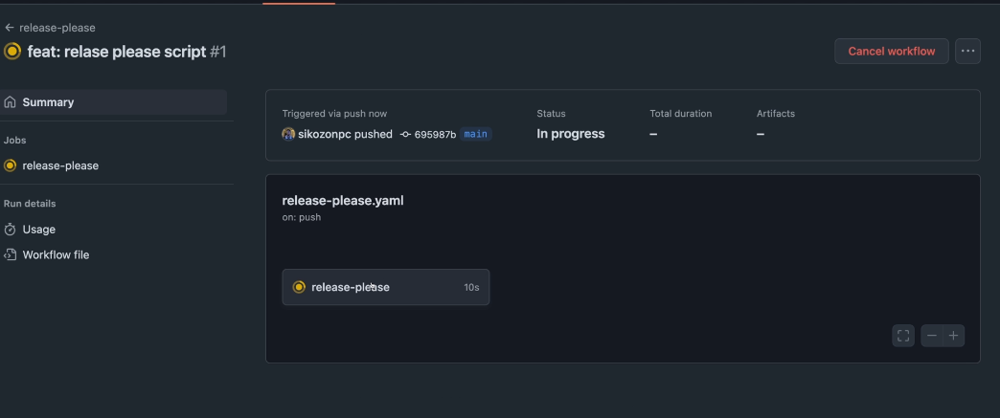 release-please
feat: relase please script #1
Cancel workflow
Summary
Jobs
release-please
Run details
Usage
Workflow file
Triggered via push now
sikozonpc pushed 695987b main
Status
In progress
Total duration
–
Artifacts
–
release-please.yaml
on: push
release-please 10s